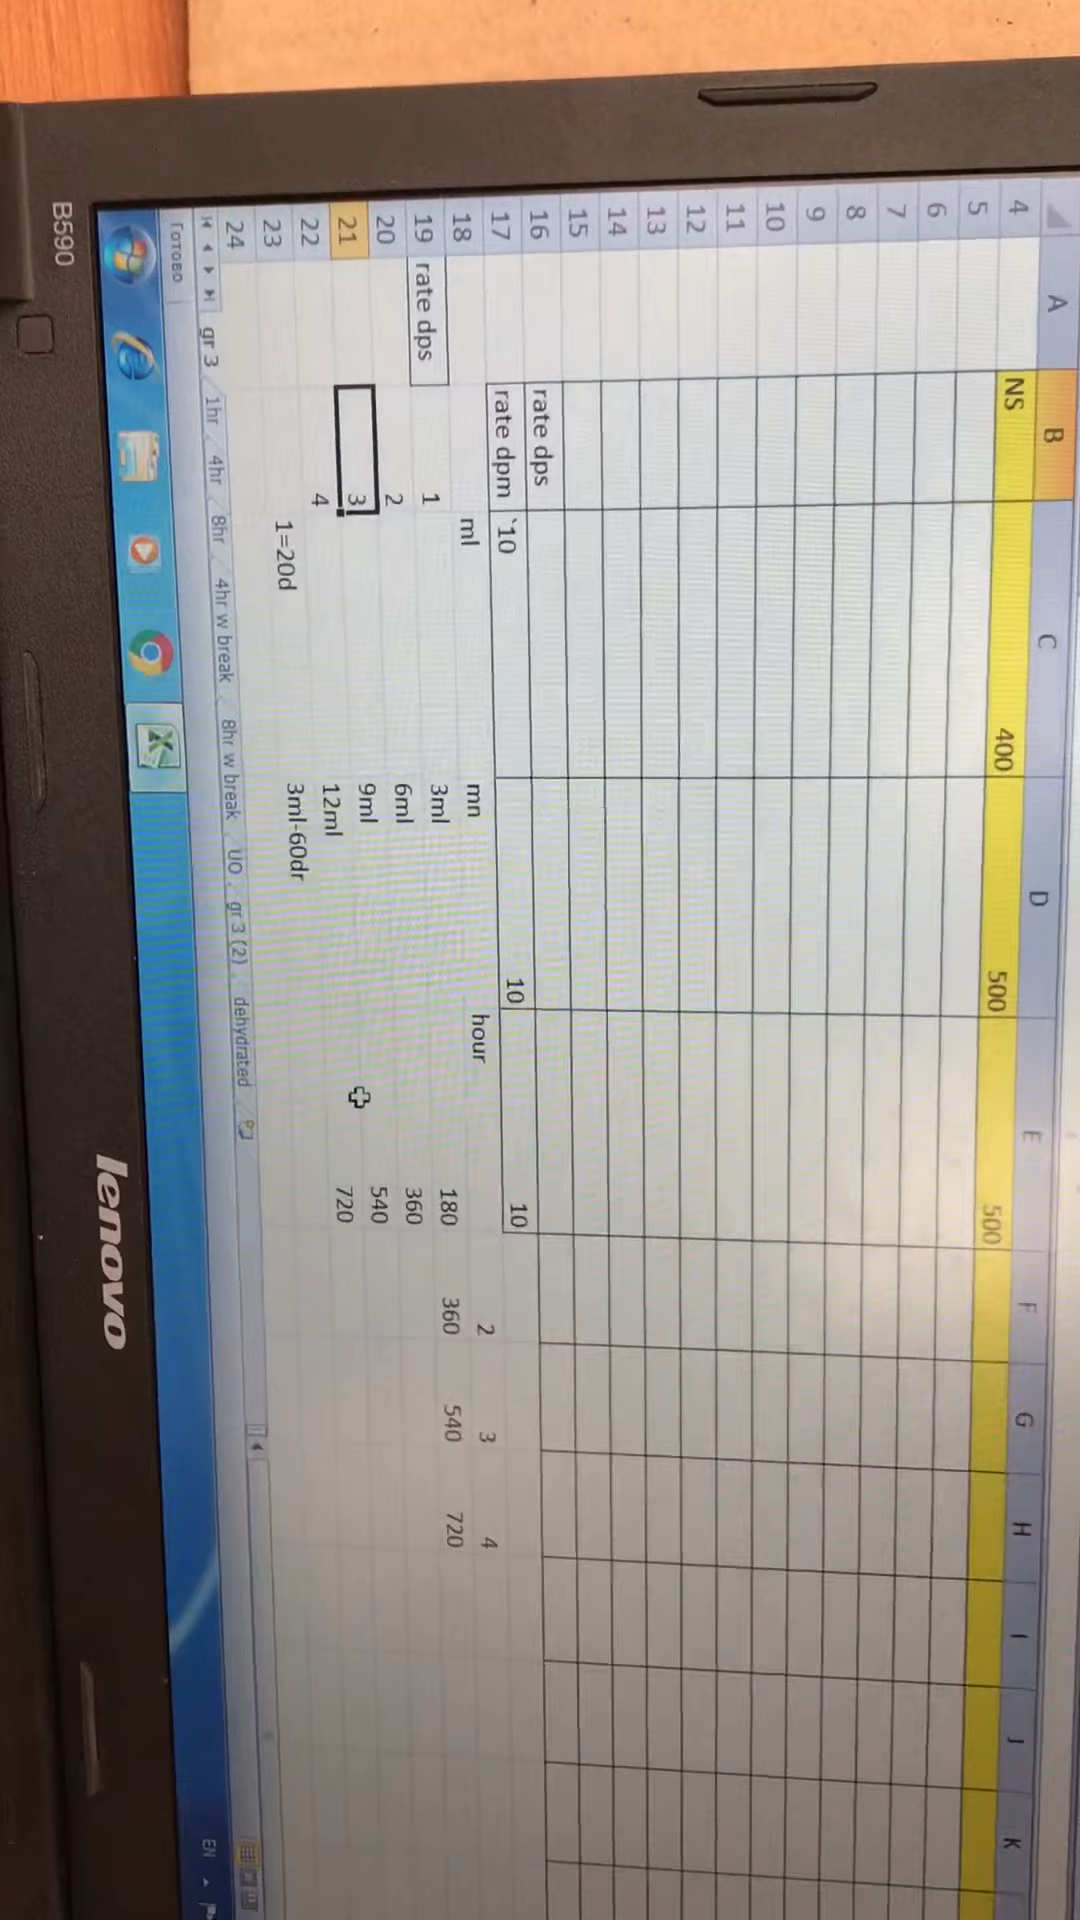 A B C D E F G H I J K
4 NS 400 500 500
5
6
7
8
9
10
11
12
13
14
15
16 rate dps
17 rate dpm `10 10 10
18 ml mn hour 2 3 4
19 rate dps 1 3ml 180 360 540 720
20 2 6ml 360
21 3 9ml 540
22 4 12ml 720
23 1=20d 3ml-60dr
24
gr 3 1hr 4hr 8hr 4hr w break 8hr w break UO gr 3 (2) dehydrated
Готово
EN
B590 lenovo